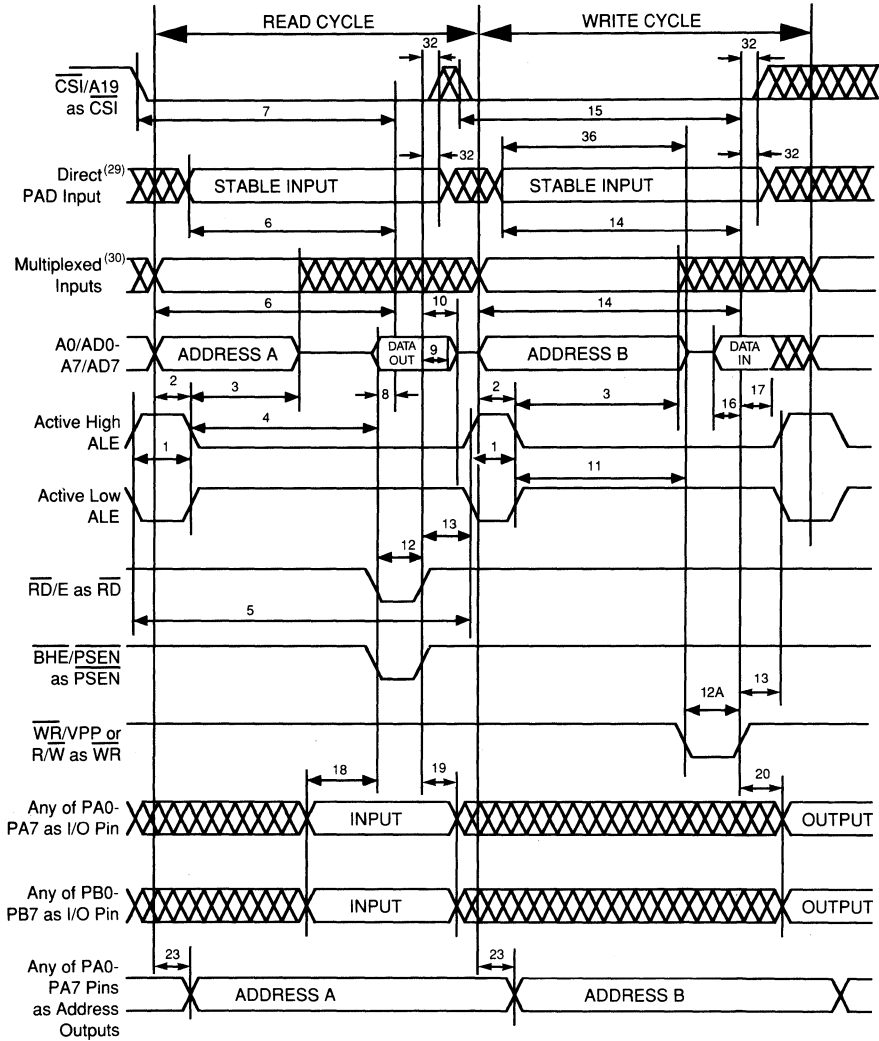 READ CYCLE WRITE CYCLE
32 32
CSI/A19
as CSI
7 15
36
Direct(29)
PAD Input
STABLE INPUT 32 STABLE INPUT 32
6 14
Multiplexed(30)
Inputs
6 10 14
A0/AD0-
A7/AD7
ADDRESS A DATA
OUT 9 ADDRESS B DATA
IN
2 3 8 2 3 16 17
Active High
ALE
4
1 1 11
Active Low
ALE
13
12
RD/E as RD
5
BHE/PSEN
as PSEN
12A 13
WR/VPP or
R/W as WR
18 19 20
Any of PA0-
PA7 as I/O Pin
INPUT OUTPUT
Any of PB0-
PB7 as I/O Pin
INPUT OUTPUT
23 23
Any of PA0-
PA7 Pins
as Address
Outputs
ADDRESS A ADDRESS B